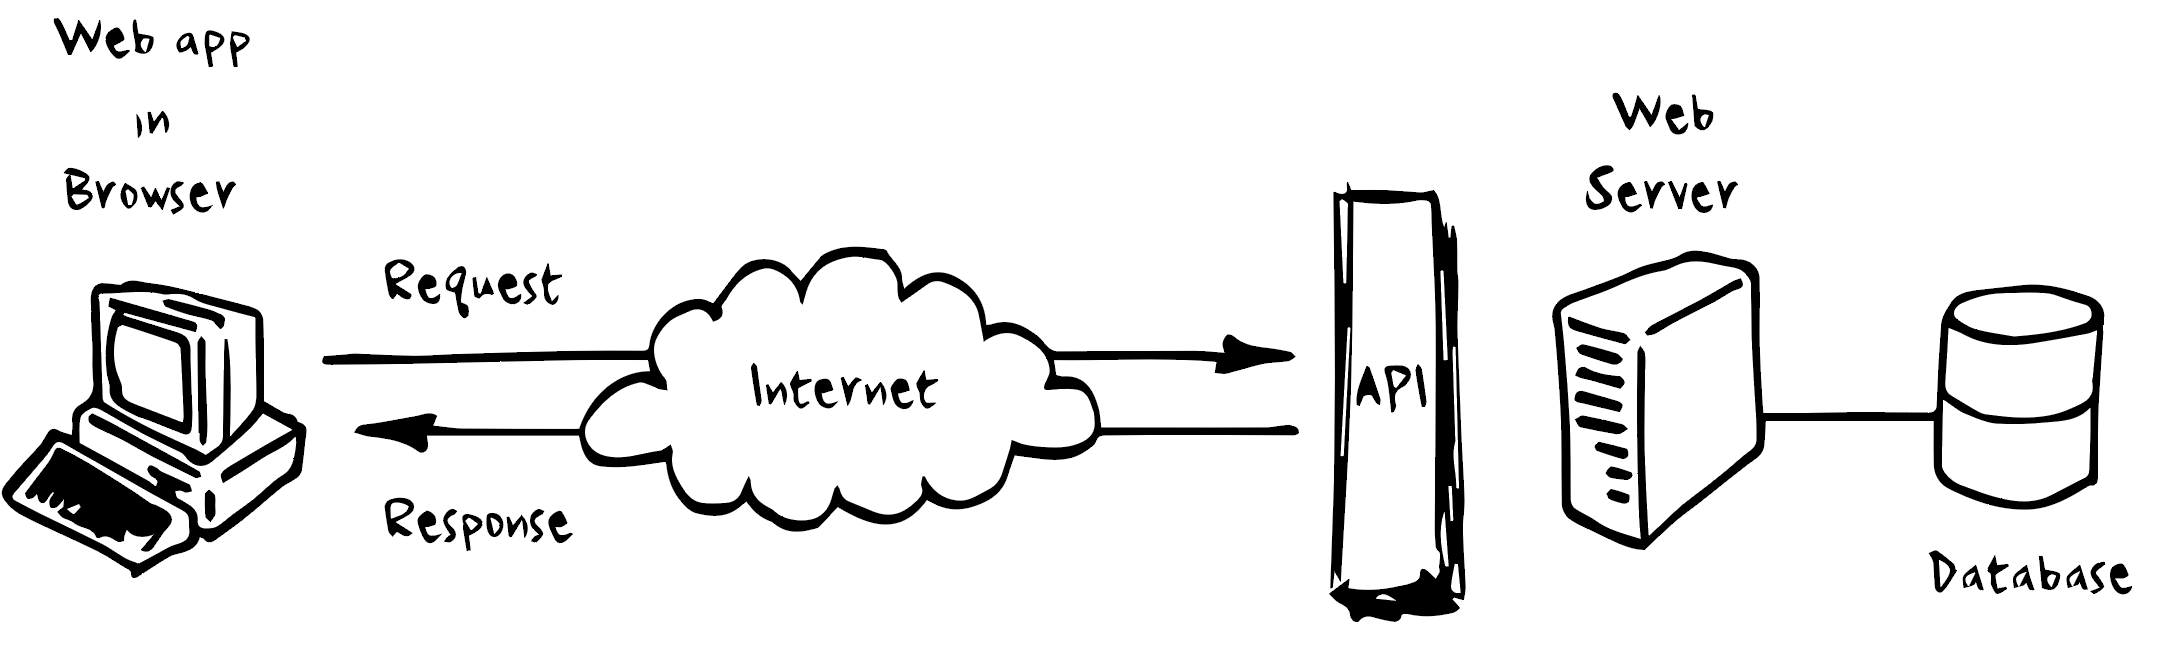 Web app
in
Browser
Request
Response
Internet
API
Web
Server
Database